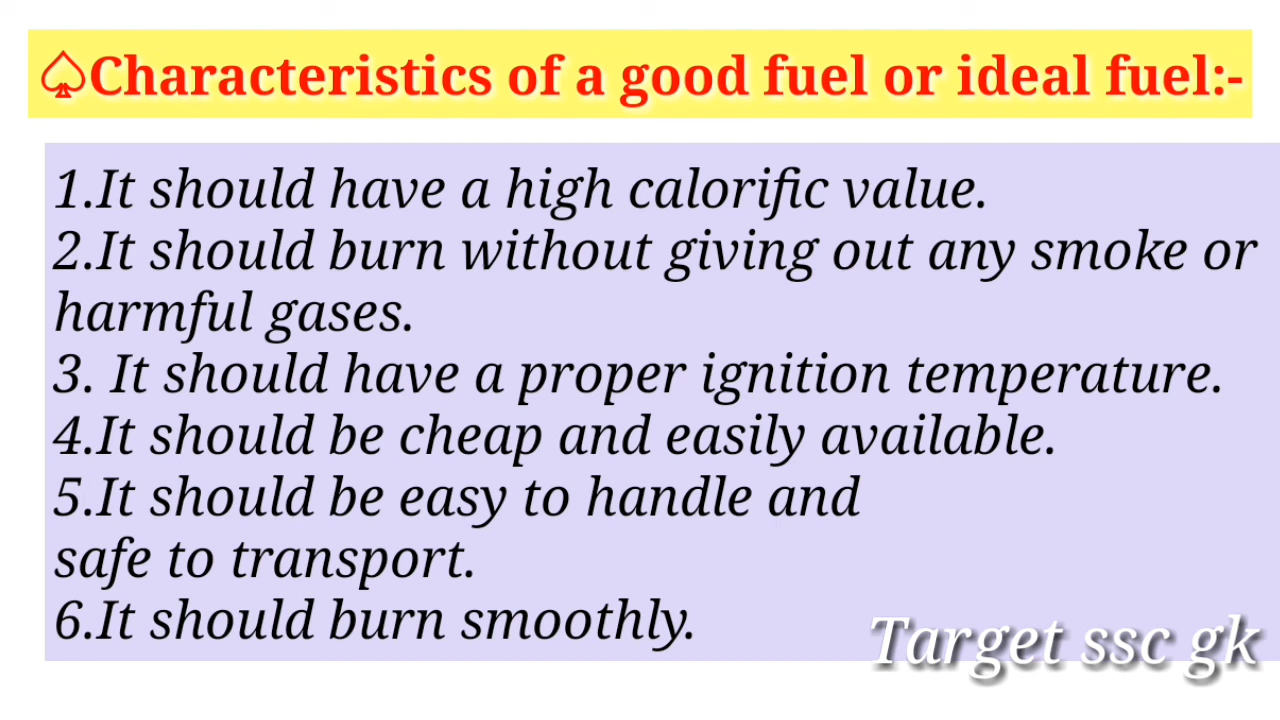 ♤Characteristics of a good fuel or ideal fuel:-
1.It should have a high calorific value.
2.It should burn without giving out any smoke or
harmful gases.
3. It should have a proper ignition temperature.
4.It should be cheap and easily available.
5.It should be easy to handle and
safe to transport.
6.It should burn smoothly.
Target ssc gk